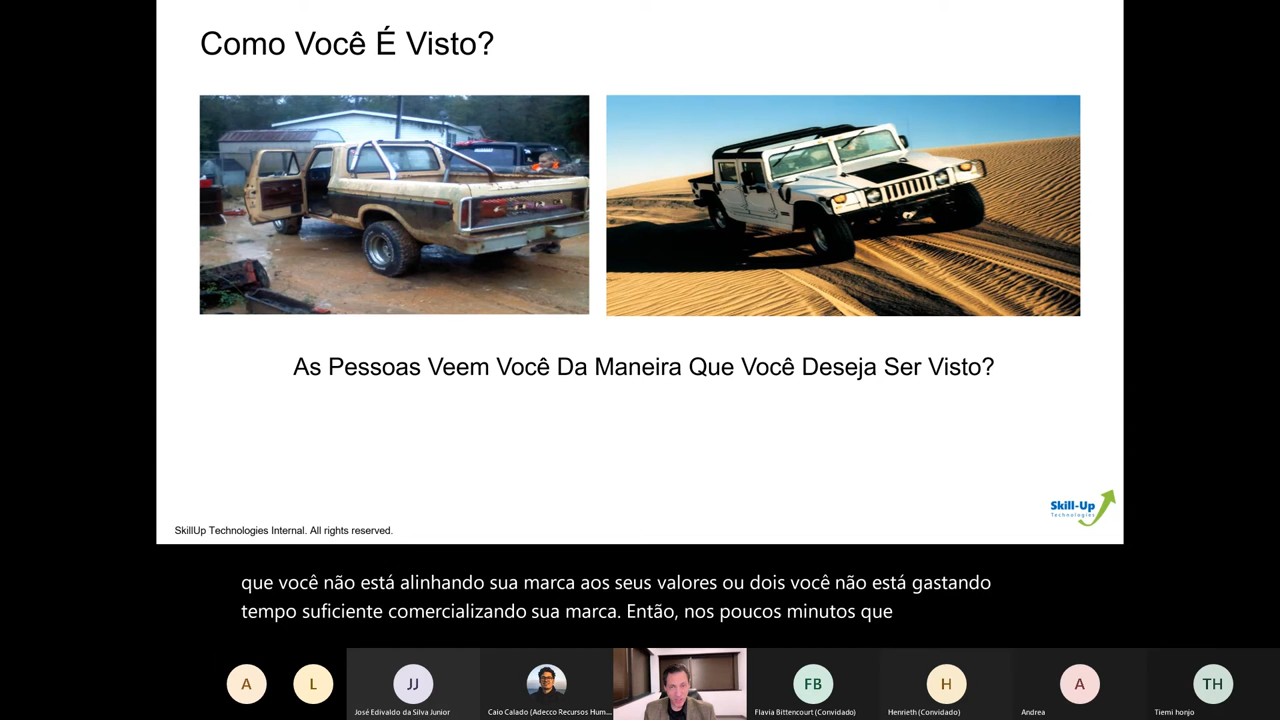 Como Você É Visto?
As Pessoas Veem Você Da Maneira Que Você Deseja Ser Visto?
Skill-Up
Technologies
SkillUp Technologies Internal. All rights reserved.
que você não está alinhando sua marca aos seus valores ou dois você não está gastando
tempo suficiente comercializando sua marca. Então, nos poucos minutos que
A
L
JJ
FB
H
A
TH
José Edivaldo da Silva Junior
Caio Calado (Adecco Recursos Hum...
Flavia Bittencourt (Convidado)
Henrieth (Convidado)
Andrea
Tiemi honjo